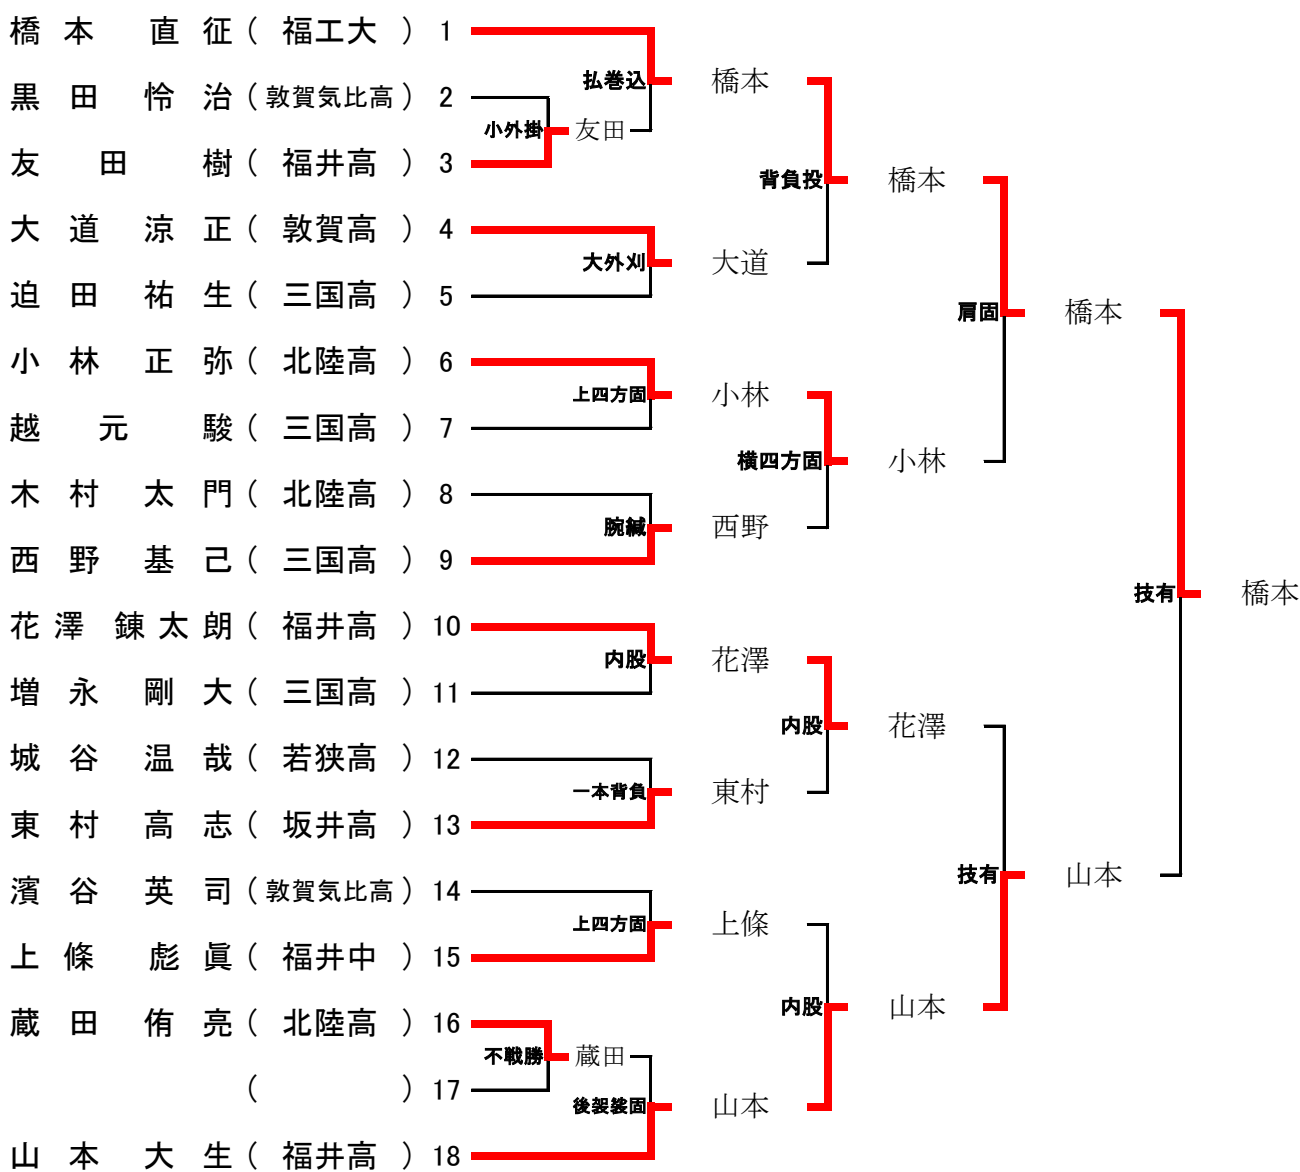 橋本 直征(福工大)1
払巻込 橋本
黒田 怜治(敦賀気比高)2
小外掛 友田
友田 樹(福井高)3
背負投 橋本
大道 涼正(敦賀高)4
大外刈 大道
迫田 祐生(三国高)5
肩固 橋本
小林 正弥(北陸高)6
上四方固 小林
越元 駿(三国高)7
横四方固 小林
木村 太門(北陸高)8
腕緘 西野
西野 基己(三国高)9
技有 橋本
花澤 錬太朗(福井高)10
内股 花澤
増永 剛大(三国高)11
内股 花澤
城谷 温哉(若狭高)12
一本背負 東村
東村 高志(坂井高)13
技有 山本
濱谷 英司(敦賀気比高)14
上四方固 上條
上條 彪眞(福井中)15
内股 山本
蔵田 侑亮(北陸高)16
不戦勝 蔵田
( )17
後袈裟固 山本
山本 大生(福井高)18